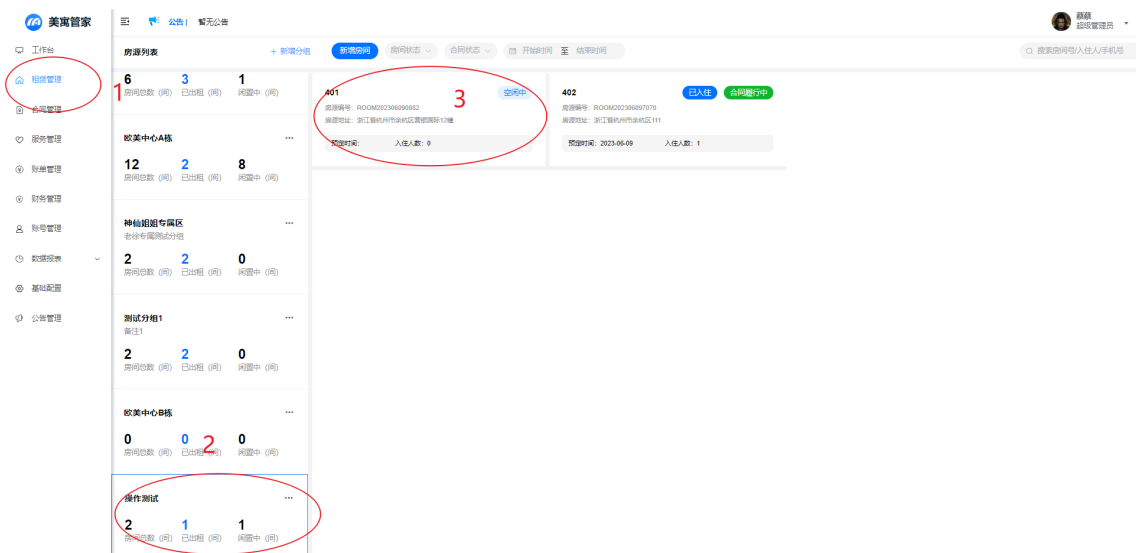 美寓管家
公告 | 暂无公告
蔡蔡
超级管理员
工作台
租赁管理
合同管理
服务管理
账单管理
财务管理
账号管理
数据报表
基础配置
公告管理
房源列表
+ 新增分组
新增房间
房间状态
合同状态
开始时间 至 结束时间
搜索房间号/入住人/手机号
1
6 3 1
房间总数 (间) 已出租 (间) 闲置中 (间)
欧美中心A栋
12 2 8
房间总数 (间) 已出租 (间) 闲置中 (间)
神仙姐姐专属区
老徐专属测试分组
2 2 0
房间总数 (间) 已出租 (间) 闲置中 (间)
测试分组1
备注1
2 2 0
房间总数 (间) 已出租 (间) 闲置中 (间)
欧美中心B栋
0 0 0
房间总数 (间) 已出租 (间) 闲置中 (间)
2
操作测试
2 1 1
房间总数 (间) 已出租 (间) 闲置中 (间)
3
401 空闲中
房源编号: ROOM202306090882
房源地址: 浙江省杭州市余杭区国际12幢
预定时间: 入住人数: 0
402 已入住 合同履行中
房源编号: ROOM202306097070
房源地址: 浙江省杭州市余杭区111
预定时间: 2023-06-09 入住人数: 1